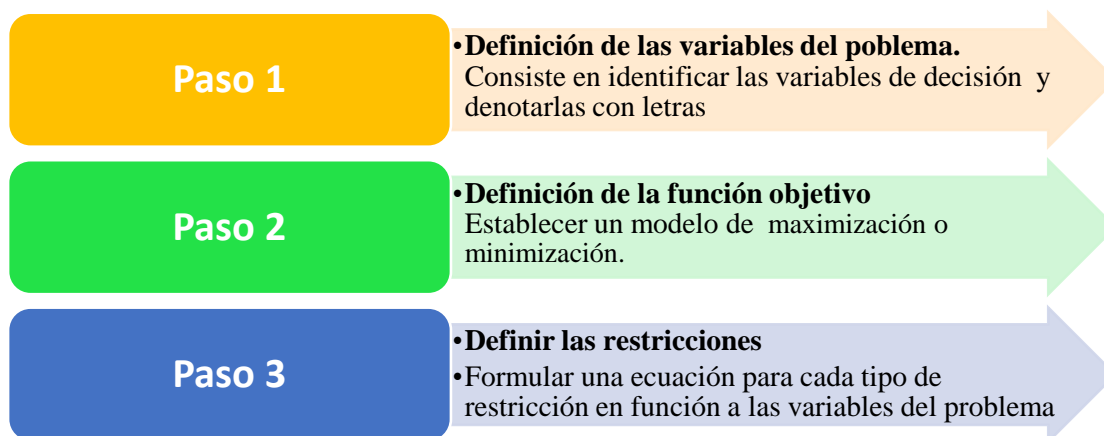 Paso 1
•Definición de las variables del poblema.
Consiste en identificar las variables de decisión y
denotarlas con letras
Paso 2
•Definición de la función objetivo
Establecer un modelo de maximización o
minimización.
Paso 3
•Definir las restricciones
•Formular una ecuación para cada tipo de
restricción en función a las variables del problema